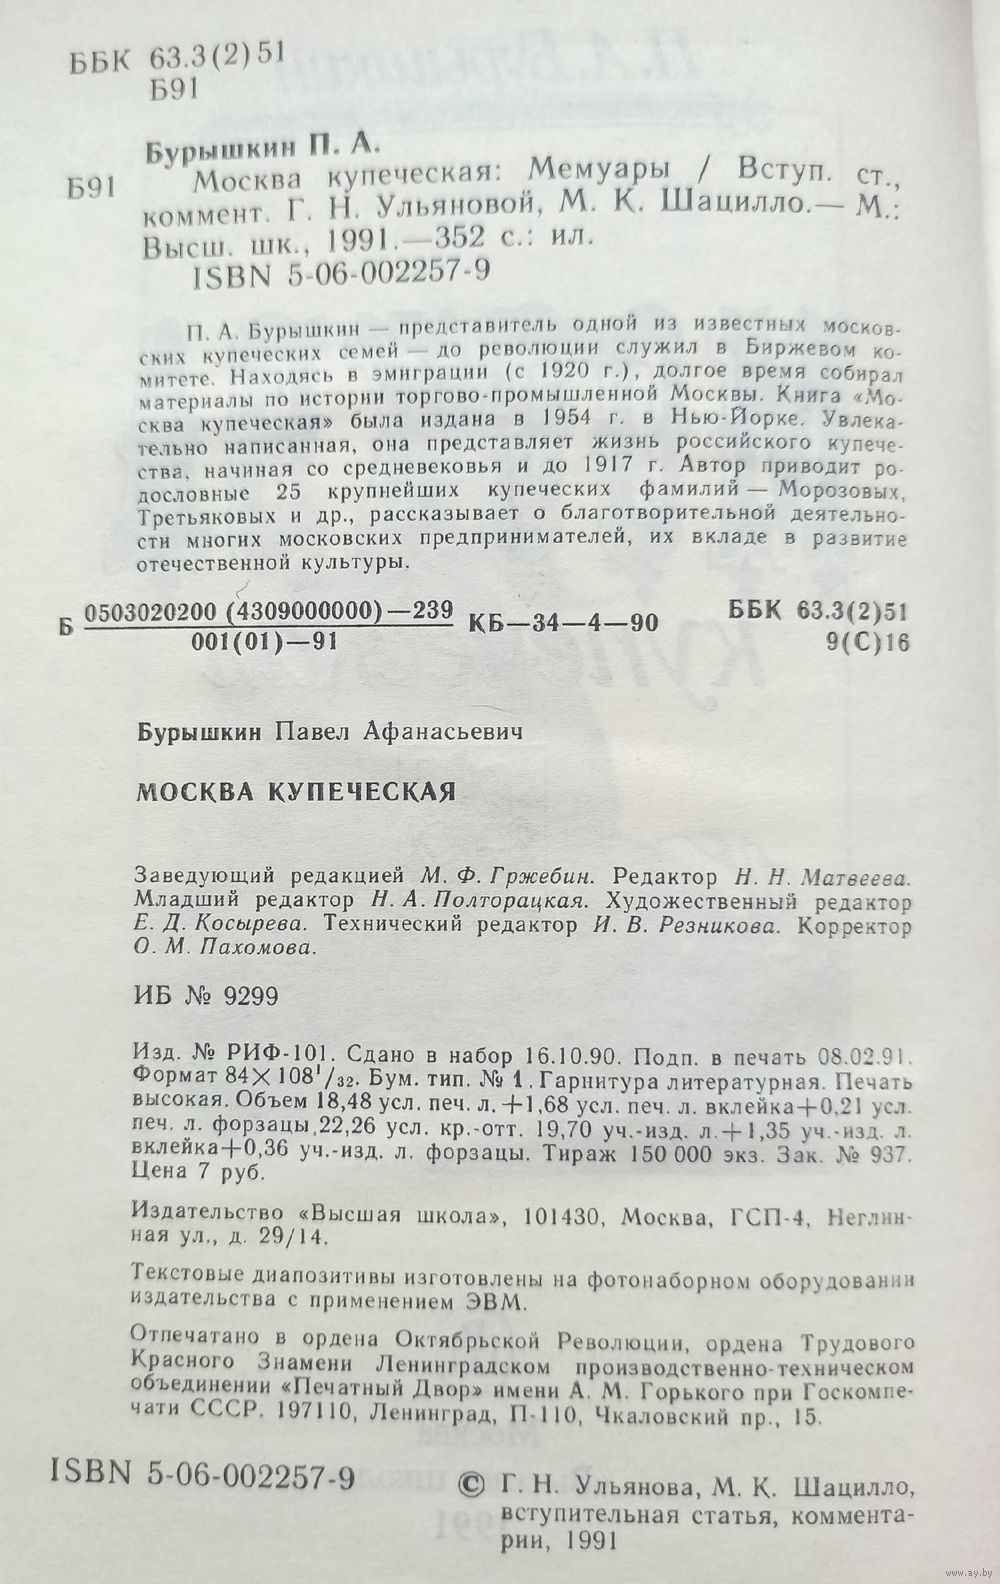 ББК 63.3(2)51
Б91
Бурышкин П. А.
Б91 Москва купеческая: Мемуары / Вступ. ст.,
коммент. Г. Н. Ульяновой, М. К. Шацилло.— М.:
Высш. шк., 1991.—352 с.: ил.
ISBN 5-06-002257-9
П. А. Бурышкин — представитель одной из известных москов-
ских купеческих семей — до революции служил в Биржевом ко-
митете. Находясь в эмиграции (с 1920 г.), долгое время собирал
материалы по истории торгово-промышленной Москвы. Книга «Мо-
сква купеческая» была издана в 1954 г. в Нью-Йорке. Увлека-
тельно написанная, она представляет жизнь российского купече-
ства, начиная со средневековья и до 1917 г. Автор приводит ро-
дословные 25 крупнейших купеческих фамилий — Морозовых,
Третьяковых и др., рассказывает о благотворительной деятельно-
сти многих московских предпринимателей, их вкладе в развитие
отечественной культуры.
Б 0503020200 (4309000000)—239 КБ—34—4—90 ББК 63.3(2)51
001(01)—91 9(С)16
Бурышкин Павел Афанасьевич
МОСКВА КУПЕЧЕСКАЯ
Заведующий редакцией М. Ф. Гржебин. Редактор Н. Н. Матвеева.
Младший редактор Н. А. Полторацкая. Художественный редактор
Е. Д. Косырева. Технический редактор И. В. Резникова. Корректор
О. М. Пахомова.
ИБ № 9299
Изд. № РИФ-101. Сдано в набор 16.10.90. Подп. в печать 08.02.91.
Формат 84×108¹/₃₂. Бум. тип. № 1. Гарнитура литературная. Печать
высокая. Объем 18,48 усл. печ. л.+1,68 усл. печ. л. вклейка+0,21 усл.
печ. л. форзацы,22,26 усл. кр.-отт. 19,70 уч.-изд. л.+1,35 уч.-изд. л.
вклейка+0,36 уч.-изд. л. форзацы. Тираж 150 000 экз. Зак. № 937.
Цена 7 руб.
Издательство «Высшая школа», 101430, Москва, ГСП-4, Неглин-
ная ул., д. 29/14.
Текстовые диапозитивы изготовлены на фотонаборном оборудовании
издательства с применением ЭВМ.
Отпечатано в ордена Октябрьской Революции, ордена Трудового
Красного Знамени Ленинградском производственно-техническом
объединении «Печатный Двор» имени А. М. Горького при Госкомпе-
чати СССР. 197110, Ленинград, П-110, Чкаловский пр., 15.
ISBN 5-06-002257-9
© Г. Н. Ульянова, М. К. Шацилло,
вступительная статья, коммента-
рии, 1991
www.ay.by